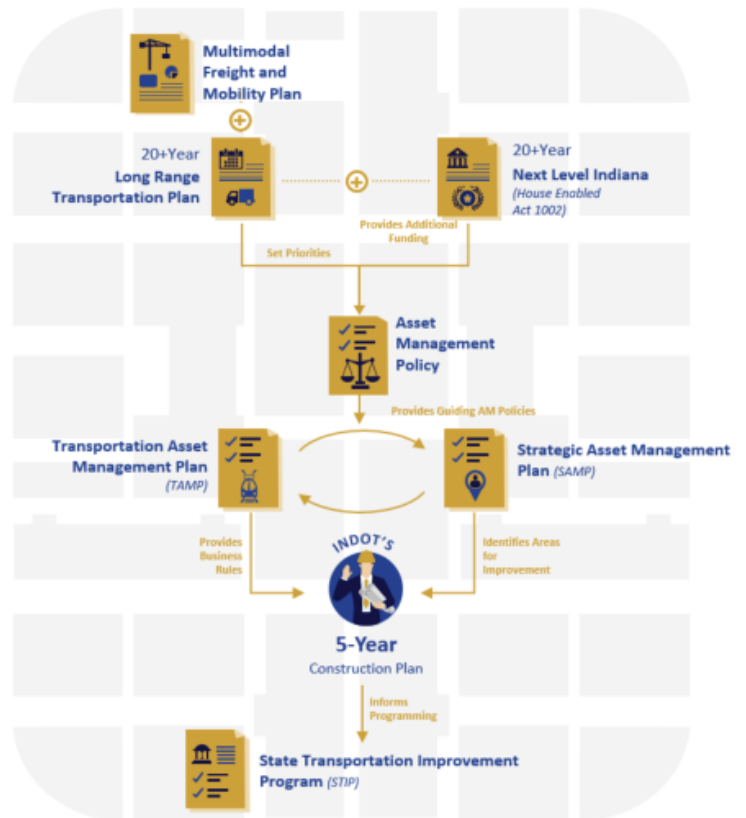 Multimodal
Freight and
Mobility Plan
20+Year
Long Range
Transportation Plan
20+Year
Next Level Indiana
(House Enabled
Act 1002)
Provides Additional
Funding
Set Priorities
Asset
Management
Policy
Provides Guiding AM Policies
Transportation Asset
Management Plan
(TAMP)
Strategic Asset Management
Plan (SAMP)
Provides
Business
Rules
INDOT'S
Identifies Areas
for
Improvement
5-Year
Construction Plan
Informs
Programming
State Transportation Improvement
Program (STIP)